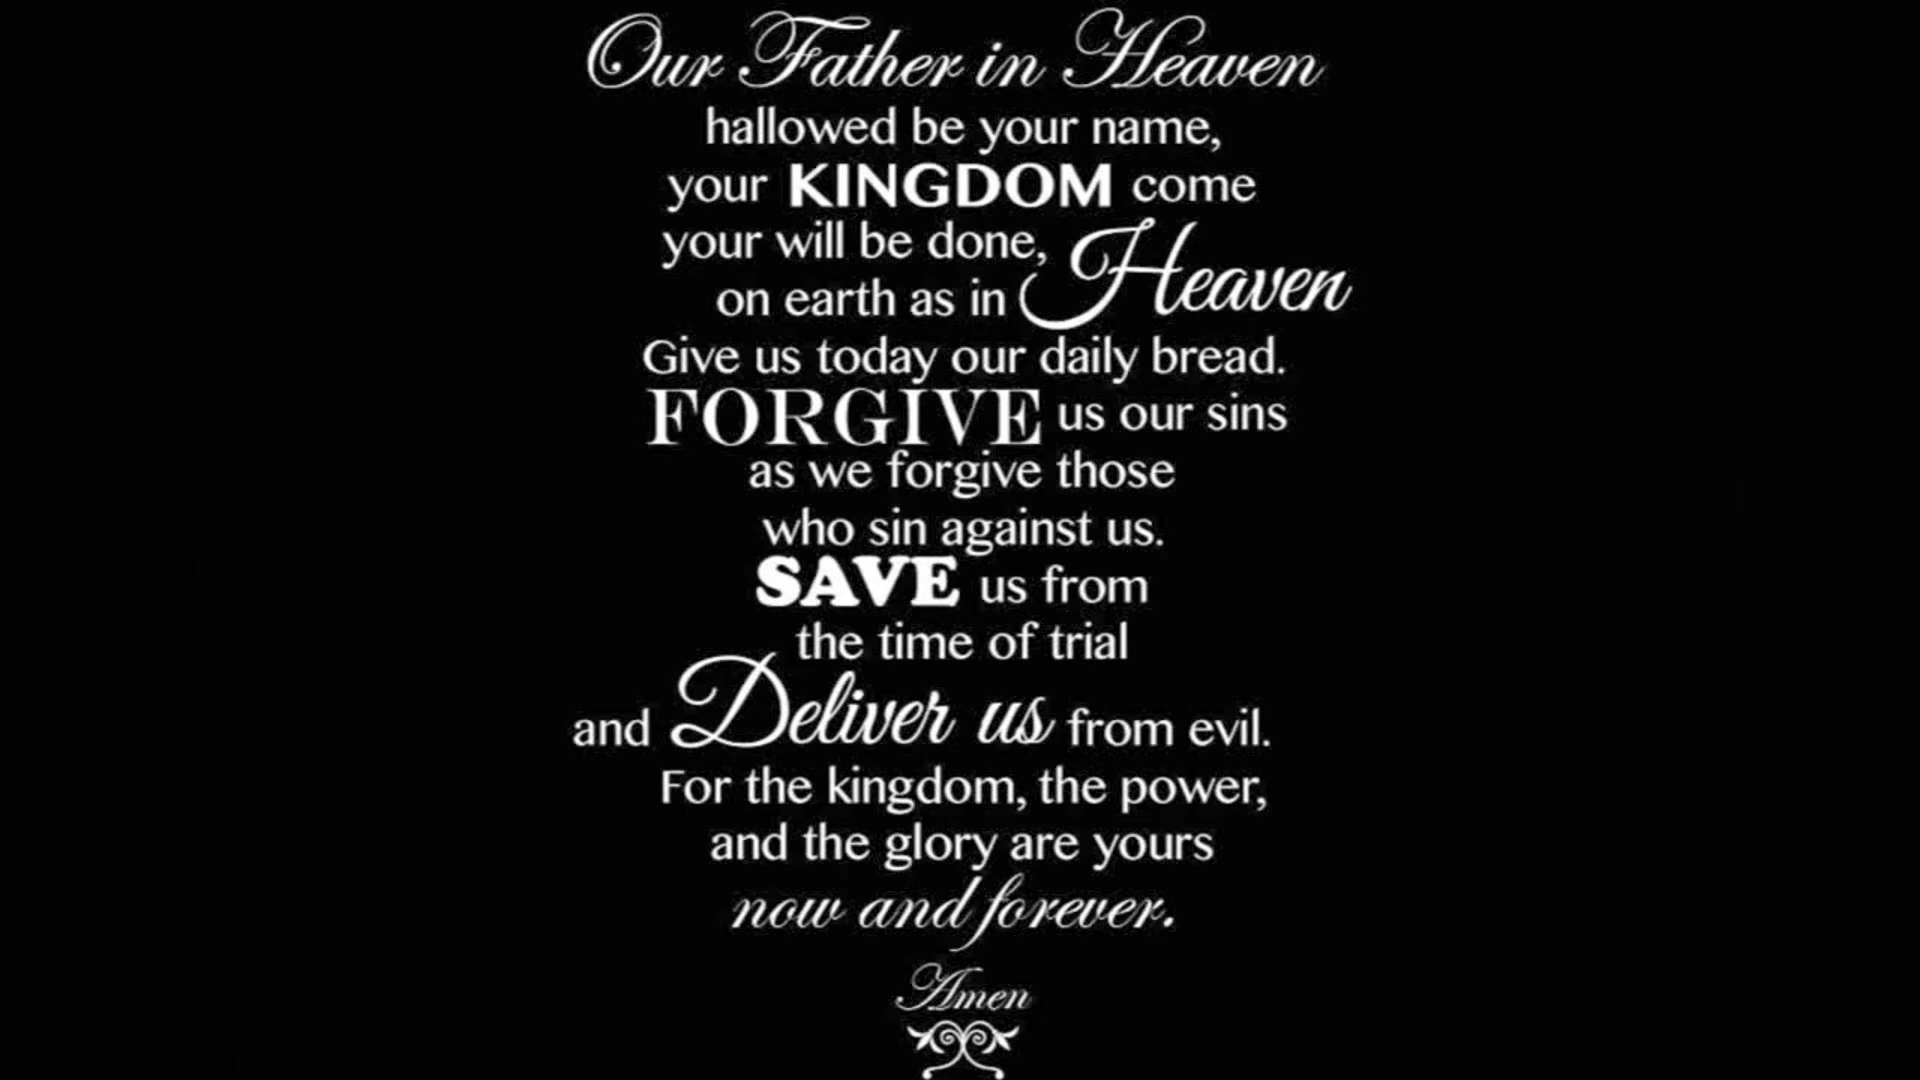 Our Father in Heaven
hallowed be your name,
your KINGDOM come
your will be done,
on earth as in Heaven
Give us today our daily bread.
FORGIVE us our sins
as we forgive those
who sin against us.
SAVE us from
the time of trial
and Deliver us from evil.
For the kingdom, the power,
and the glory are yours
now and forever.
Amen